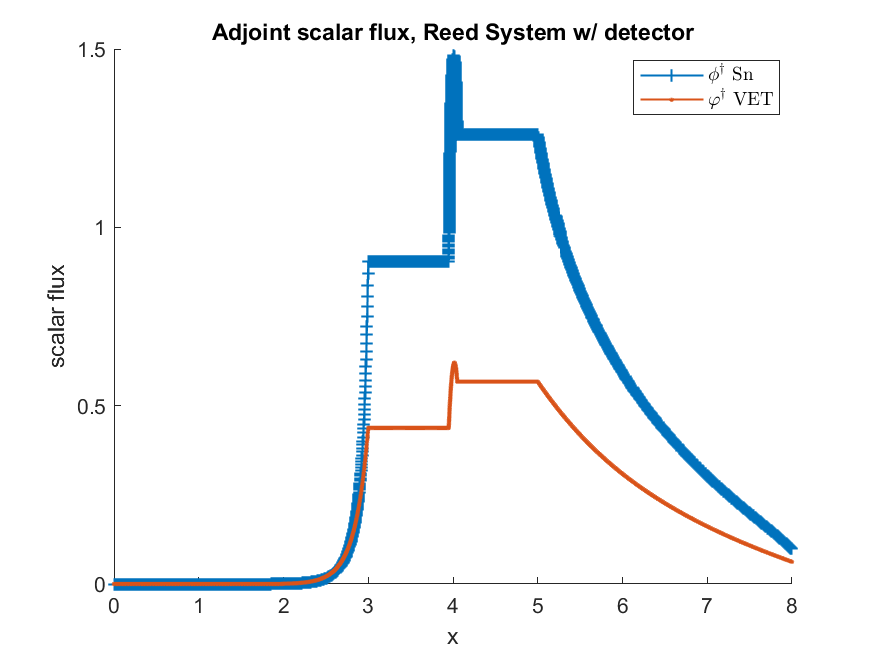 Adjoint scalar flux, Reed System w/ detector
ϕ† Sn
φ† VET
scalar flux
1.5
1
0.5
0
0 1 2 3 4 5 6 7 8
x